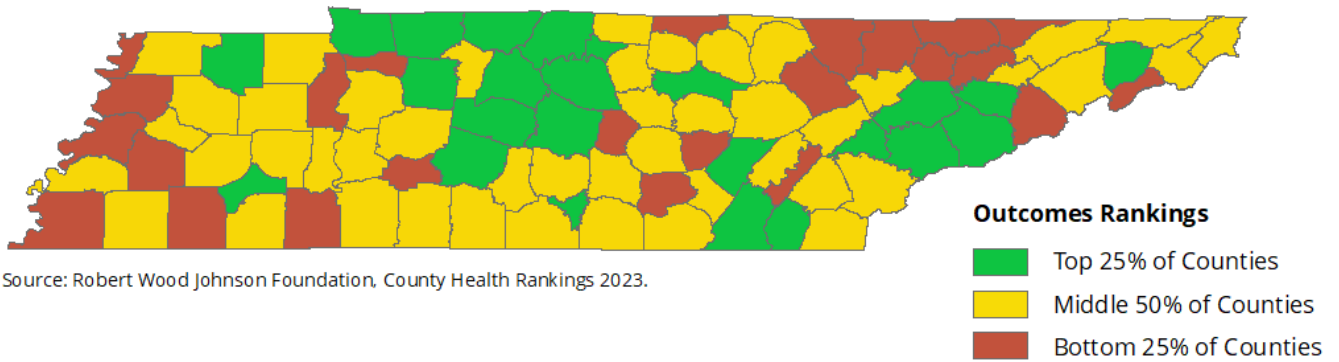 Outcomes Rankings
Top 25% of Counties
Middle 50% of Counties
Bottom 25% of Counties
Source: Robert Wood Johnson Foundation, County Health Rankings 2023.